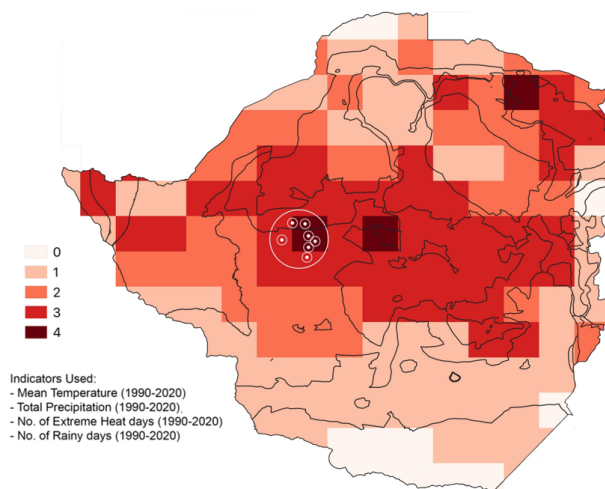 0
1
2
3
4
Indicators Used:
- Mean Temperature (1990-2020)
- Total Precipitation (1990-2020)
- No. of Extreme Heat days (1990-2020)
- No. of Rainy days (1990-2020)